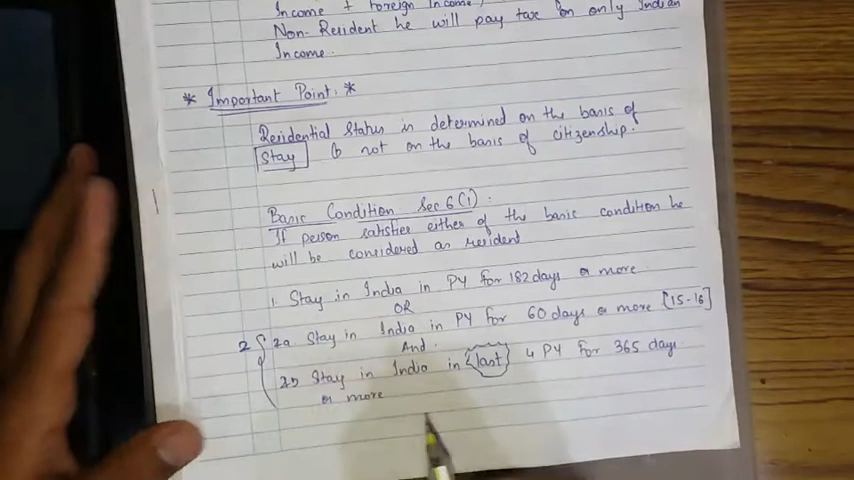 Income + Foreign Income,
Non-Resident he will pay tax on only Indian
Income.
* Important Point: *
Residential Status is determined on the basis of
Stay & not on the basis of citizenship.
Basic Condition Sec 6(1).
If person satisfies either of the basic condition he
will be considered as resident
1. Stay in India in PY for 182 days or more
OR
2 { 2a Stay in India in PY for 60 days or more [15-16]
And.
2b Stay in India in {last} 4 PY for 365 days
or more